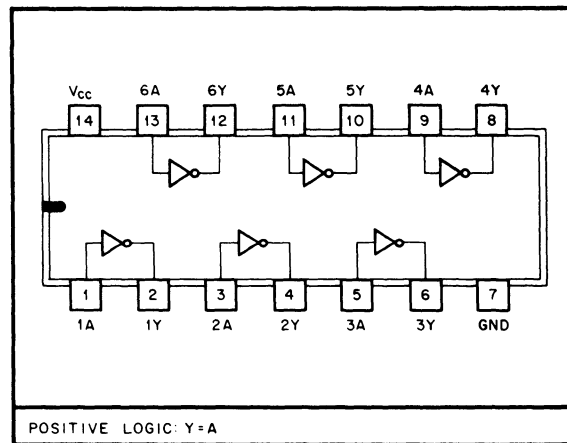 Vcc 6A 6Y 5A 5Y 4A 4Y
14 13 12 11 10 9 8
1 2 3 4 5 6 7
1A 1Y 2A 2Y 3A 3Y GND
POSITIVE LOGIC: Y=A